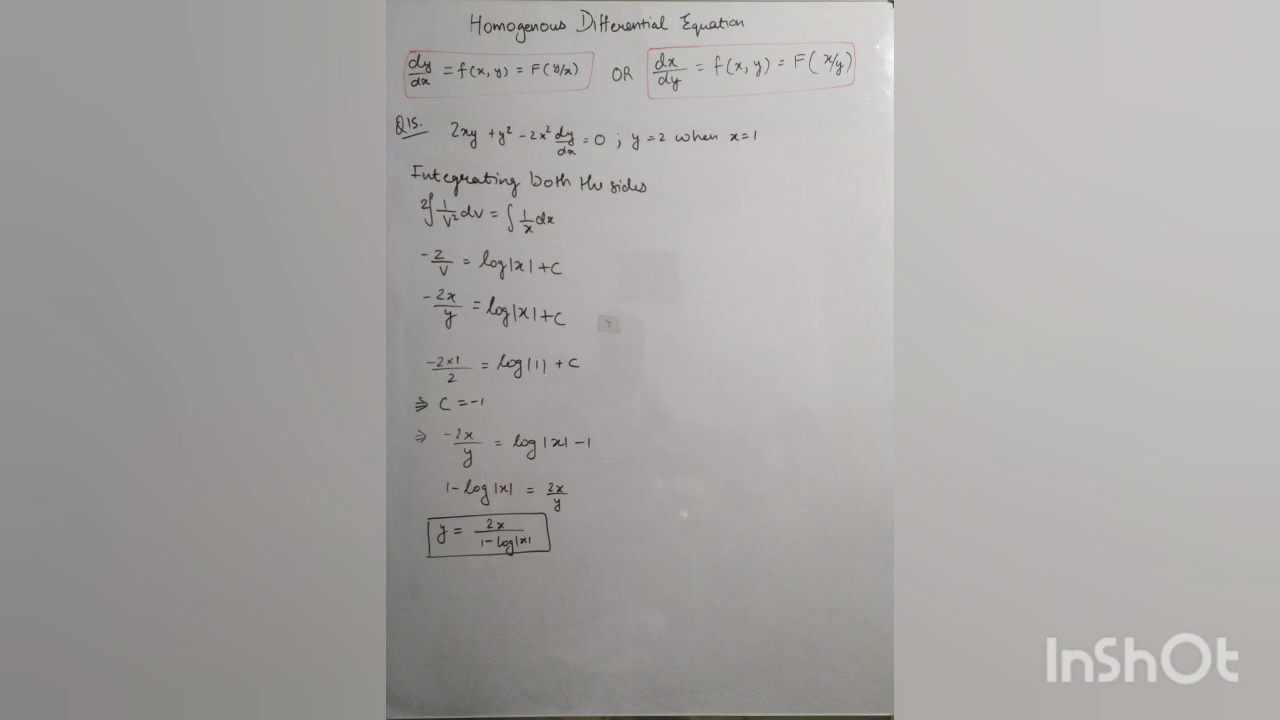 Homogenous Differential Equation
dy/dx = f(x, y) = F(y/x) OR dx/dy = f(x, y) = F(x/y)
Q15. 2xy + y² - 2x² dy/dx = 0 ; y = 2 when x = 1
Integrating both the sides
2∫ 1/v² dv = ∫ 1/x dx
-2/v = log|x| + C
-2x/y = log|x| + C
-2×1/2 = log|1| + C
⇒ C = -1
⇒ -2x/y = log|x| - 1
1 - log|x| = 2x/y
y = 2x/1 - log|x|
InShOt